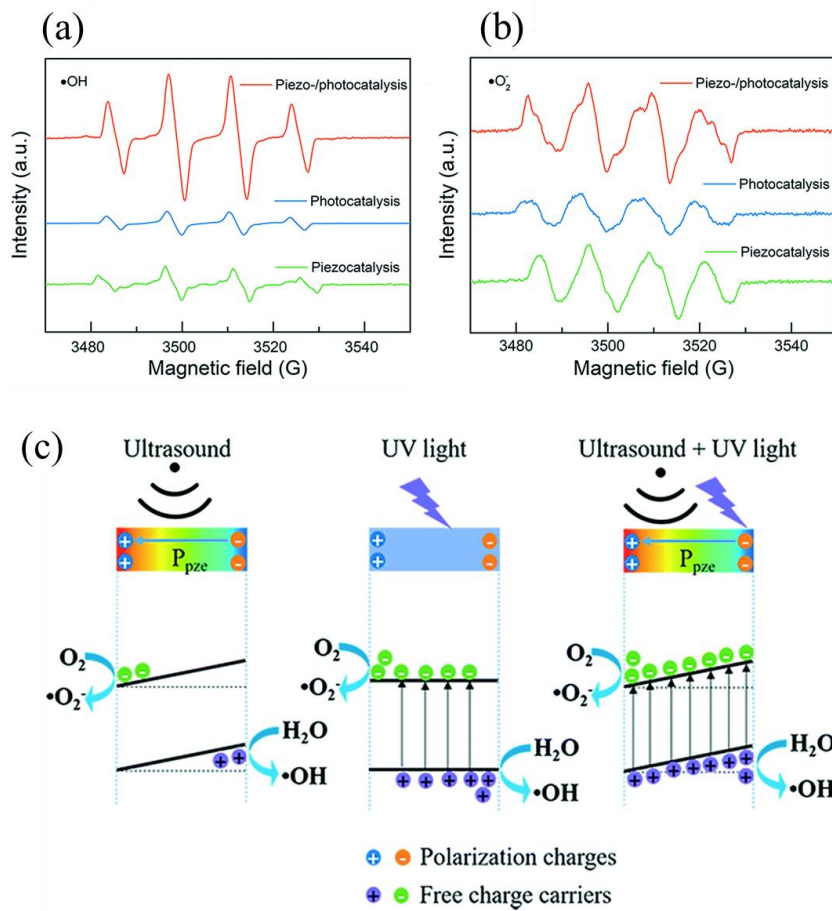 (a)
•OH
Piezo-/photocatalysis
Photocatalysis
Piezocatalysis
Intensity (a.u.)
3480 3500 3520 3540
Magnetic field (G)
(b)
•O₂⁻
Piezo-/photocatalysis
Photocatalysis
Piezocatalysis
Intensity (a.u.)
3480 3500 3520 3540
Magnetic field (G)
(c)
Ultrasound
UV light
Ultrasound + UV light
+ -
+ Ppze -
+ -
+ -
+ -
+ Ppze -
O₂
•O₂⁻
H₂O
•OH
O₂
•O₂⁻
H₂O
•OH
O₂
•O₂⁻
H₂O
•OH
+ - Polarization charges
+ - Free charge carriers